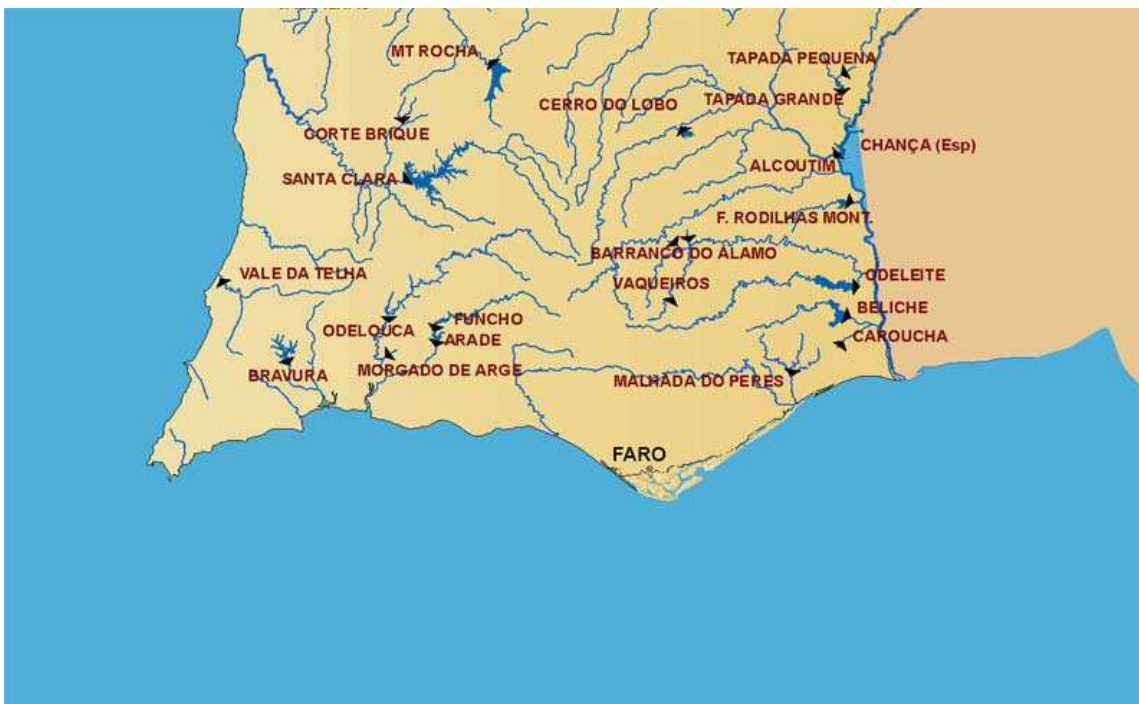 MT ROCHA
TAPADA PEQUENA
CERRO DO LOBO
TAPADA GRANDE
CORTE BRIQUE
CHANÇA (Esp)
ALCOUTIM
SANTA CLARA
F. RODILHAS MONT.
BARRANCO DO ÁLAMO
VALE DA TELHA
VAQUEIROS
ODELEITE
BELICHE
FUNCHO
ODELOUCA
ARADE
CAROUCHA
MORGADO DE ARGE
BRAVURA
MALHADA DO PERES
FARO